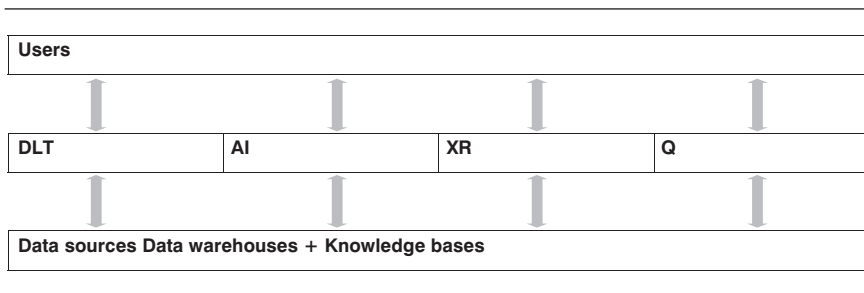 Users
DLT AI XR Q
Data sources Data warehouses + Knowledge bases